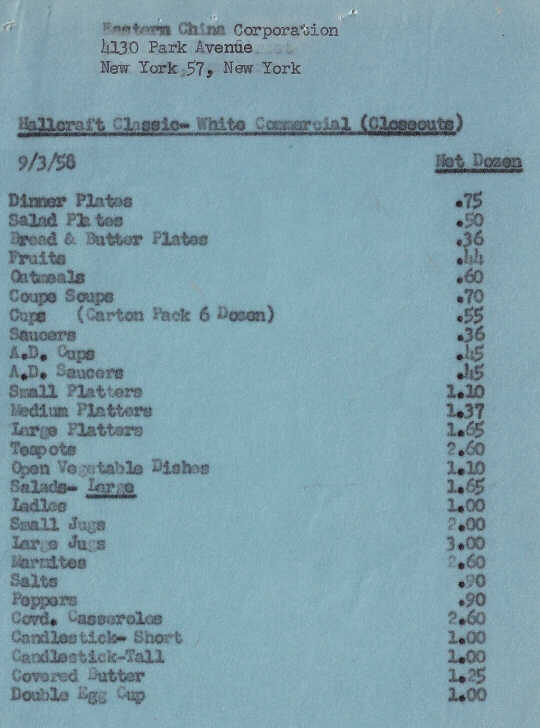 Eastern China Corporation
4130 Park Avenue
New York 57, New York
Hallcraft Classic- White Commercial (Closeouts)
9/3/58 Net Dozen
Dinner Plates .75
Salad Plates .50
Bread & Butter Plates .36
Fruits .44
Oatmeals .60
Coupe Soups .70
Cups (Carton Pack 6 Dozen) .55
Saucers .36
A.D. Cups .45
A.D. Saucers .45
Small Platters 1.10
Medium Platters 1.37
Large Platters 1.65
Teapots 2.60
Open Vegetable Dishes 1.10
Salads- Large 1.65
Ladles 1.00
Small Jugs 2.00
Large Jugs 3.00
Marmites 2.60
Salts .90
Peppers .90
Covd. Casseroles 2.60
Candlestick- Short 1.00
Candlestick-Tall 1.00
Covered Butter 1.25
Double Egg Cup 1.00